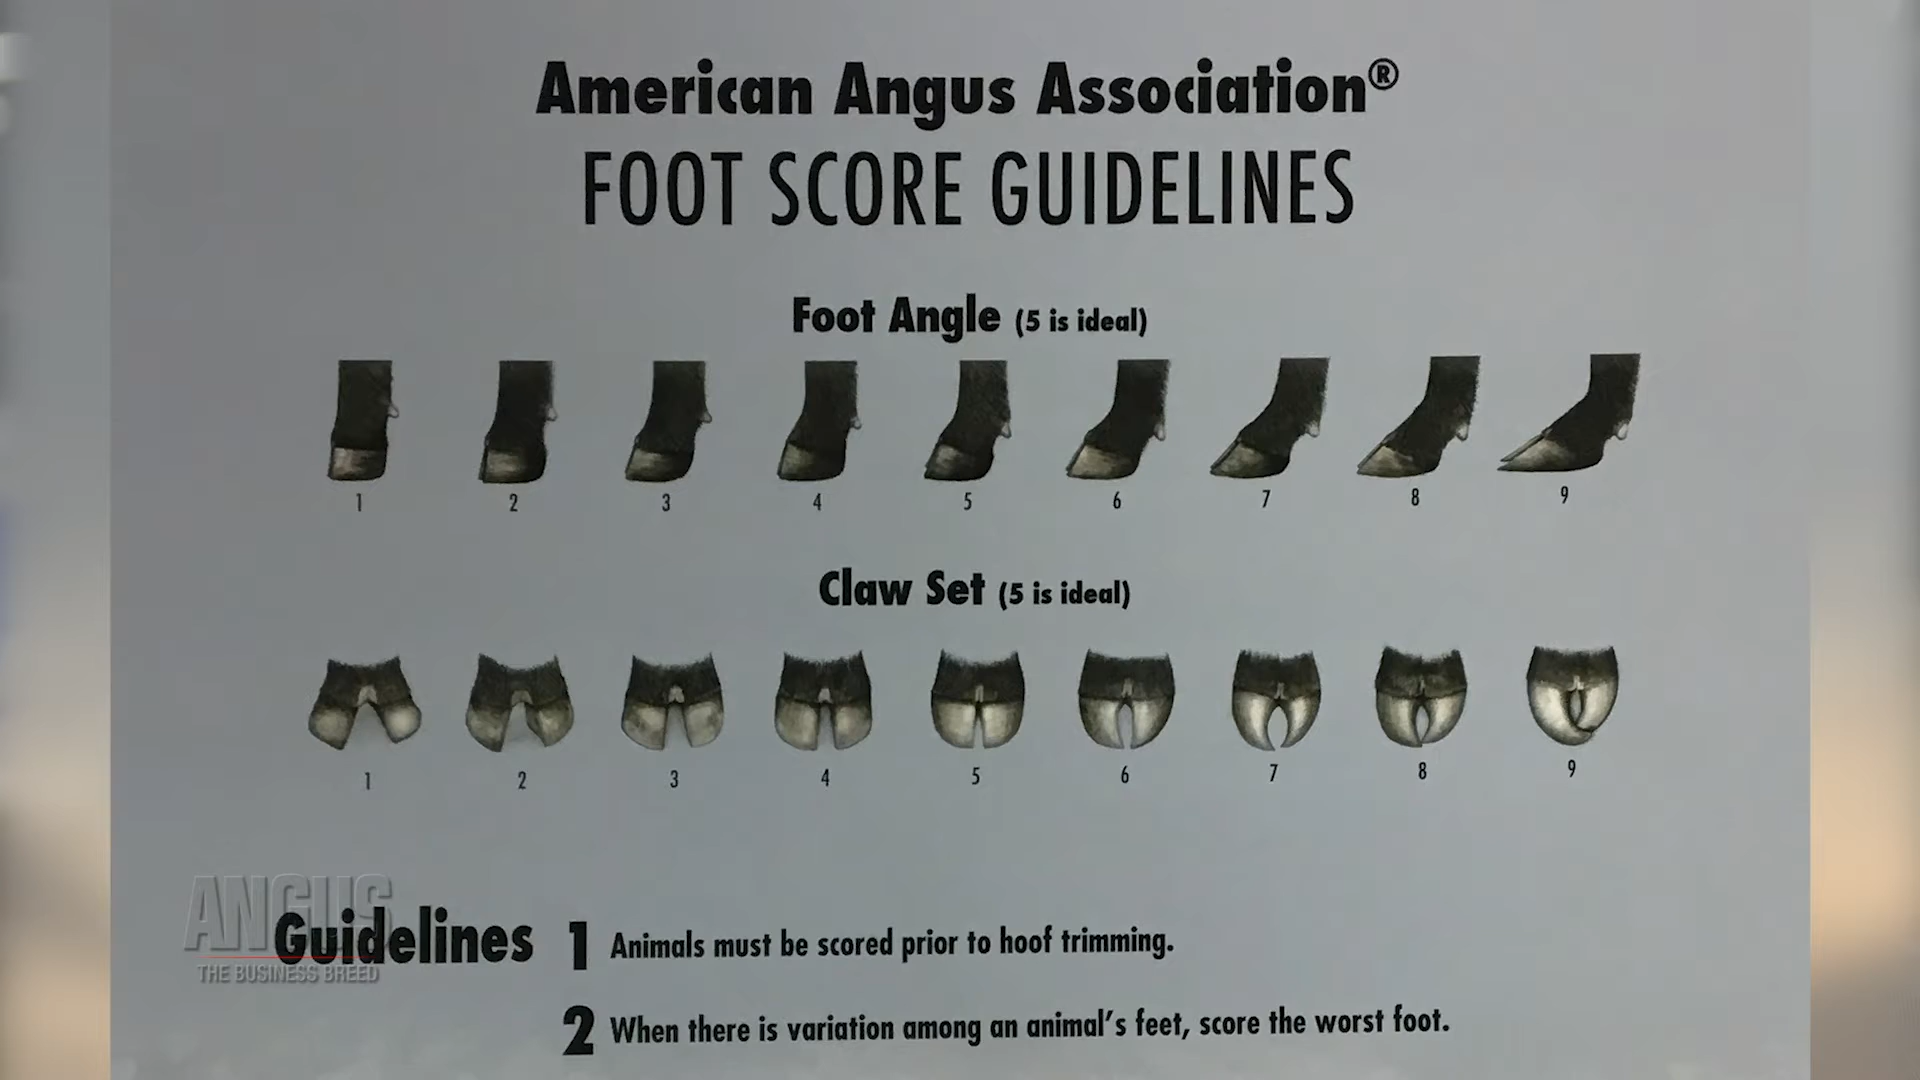 American Angus Association®
FOOT SCORE GUIDELINES
Foot Angle (5 is ideal)
1 2 3 4 5 6 7 8 9
Claw Set (5 is ideal)
1 2 3 4 5 6 7 8 9
ANGUS
THE BUSINESS BREED
Guidelines 1 Animals must be scored prior to hoof trimming.
2 When there is variation among an animal's feet, score the worst foot.